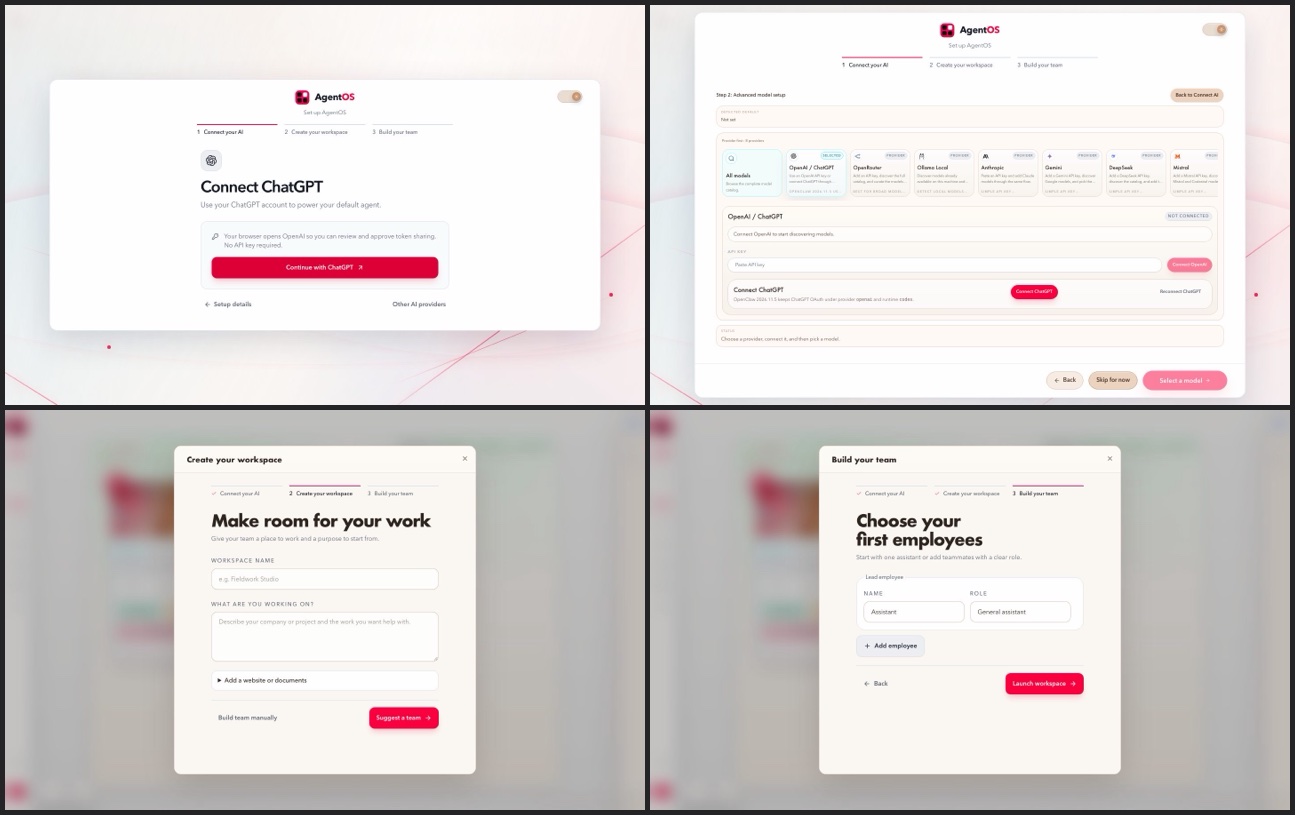 AgentOS
Set up AgentOS
1 Connect your AI
2 Create your workspace
3 Build your team
Connect ChatGPT
Use your ChatGPT account to power your default agent.
Your browser opens OpenAI so you can review and approve token sharing.
No API key required.
Continue with ChatGPT
Setup details
Other AI providers
AgentOS
Set up AgentOS
1 Connect your AI
2 Create your workspace
3 Build your team
Step 2: Advanced model setup
Back to Connect AI
Not set
All models
Browse the complete model
catalog.
SELECTED
OpenAI / ChatGPT
PROVIDERS
OpenRouter
PROVIDERS
Ollama Local
PROVIDERS
Anthropic
PROVIDERS
Gemini
PROVIDERS
DeepSeek
Mistral
OpenAI / ChatGPT
NOT CONNECTED
Connect OpenAI to start discovering models.
API KEY
Paste API key
Connect OpenAI
Connect ChatGPT
Connect ChatGPT
Reconnect ChatGPT
Choose a provider, connect it, and then pick a model.
Back
Skip for now
Select a model
Create your workspace
Connect your AI
2 Create your workspace
3 Build your team
Make room for your work
Give your team a place to work and a purpose to start from.
WORKSPACE NAME
e.g. Fieldwork Studio
WHAT ARE YOU WORKING ON?
Describe your company or project and the work you want help with.
Add a website or documents
Build team manually
Suggest a team
Build your team
Connect your AI
Create your workspace
3 Build your team
Choose your
first employees
Start with one assistant or add teammates with a clear role.
Lead employee
NAME
ROLE
Assistant
General assistant
Add employee
Back
Launch workspace